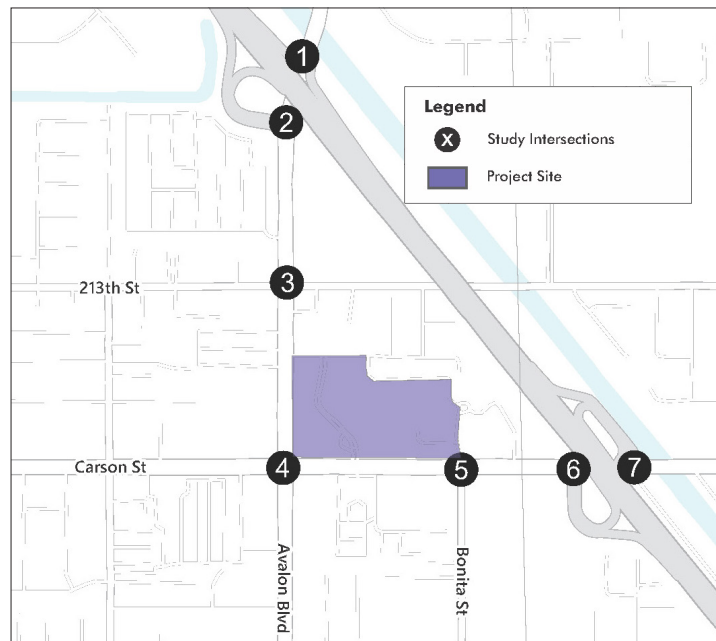 1
Legend
X Study Intersections
Project Site
2
3
213th St
4
5
6
7
Carson St
Avalon Blvd
Bonita St